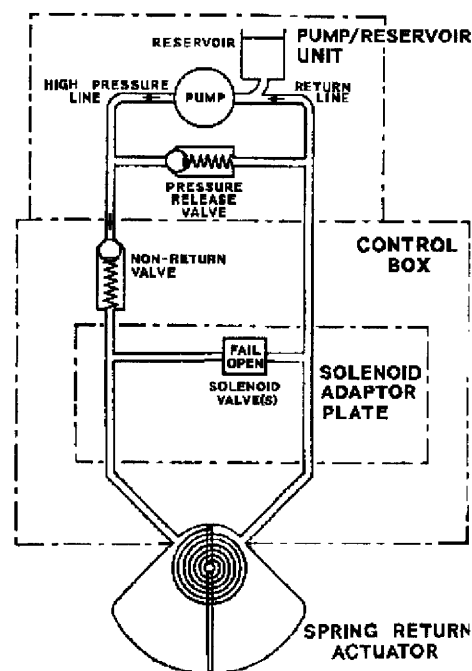 RESERVOIR
PUMP/RESERVOIR
UNIT
HIGH PRESSURE
LINE
PUMP
RETURN
LINE
PRESSURE
RELEASE
VALVE
NON-RETURN
VALVE
CONTROL
BOX
FAIL
OPEN
SOLENOID
VALVE(S)
SOLENOID
ADAPTOR
PLATE
SPRING RETURN
ACTUATOR